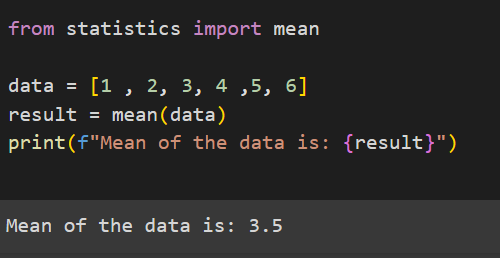 from statistics import mean
data = [1 , 2, 3, 4 ,5, 6]
result = mean(data)
print(f"Mean of the data is: {result}")
Mean of the data is: 3.5